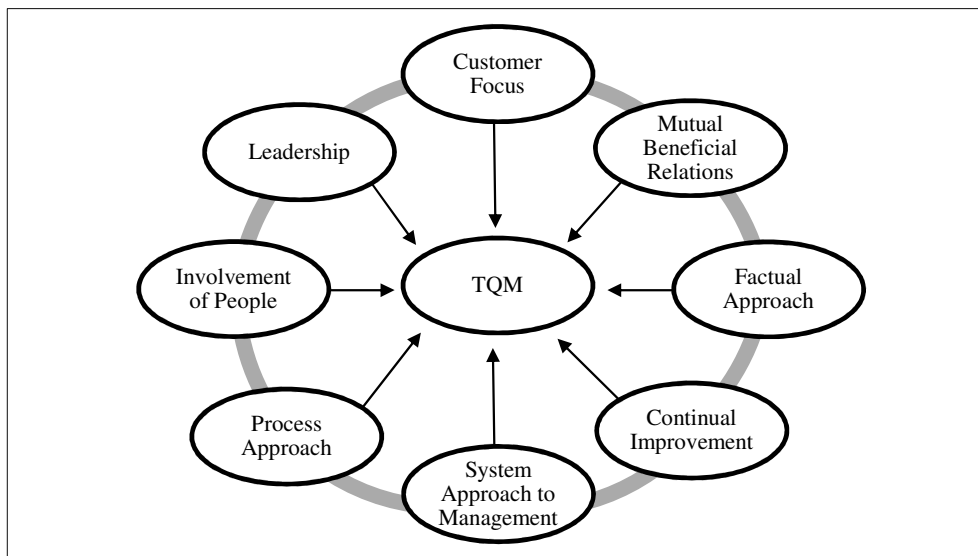 Customer
Focus
Mutual
Beneficial
Relations
Leadership
Involvement
of People
TQM
Factual
Approach
Process
Approach
Continual
Improvement
System
Approach to
Management